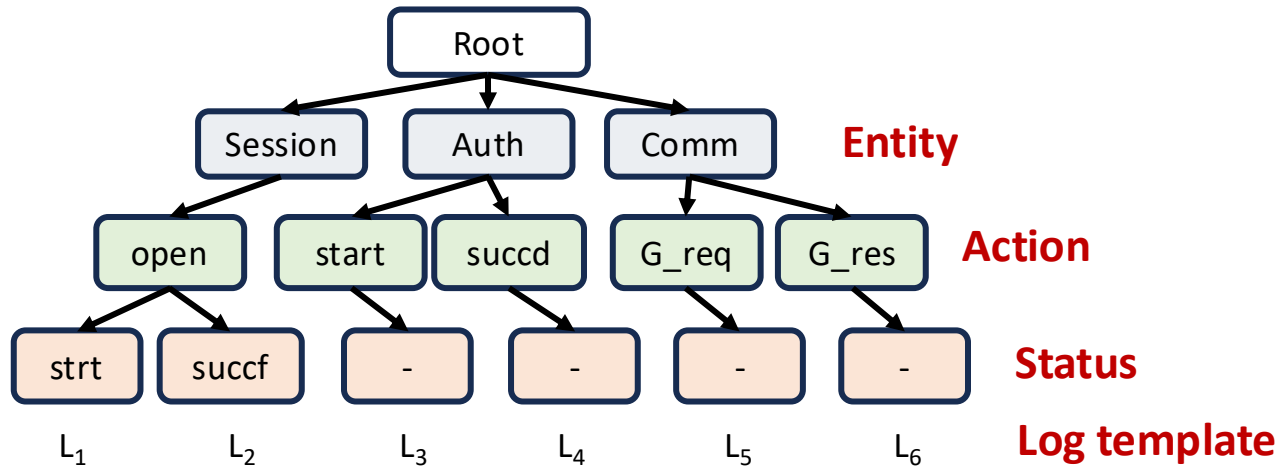 Root
Session Auth Comm Entity
open start succd G_req G_res Action
strt succf - - - - Status
L₁ L₂ L₃ L₄ L₅ L₆ Log template